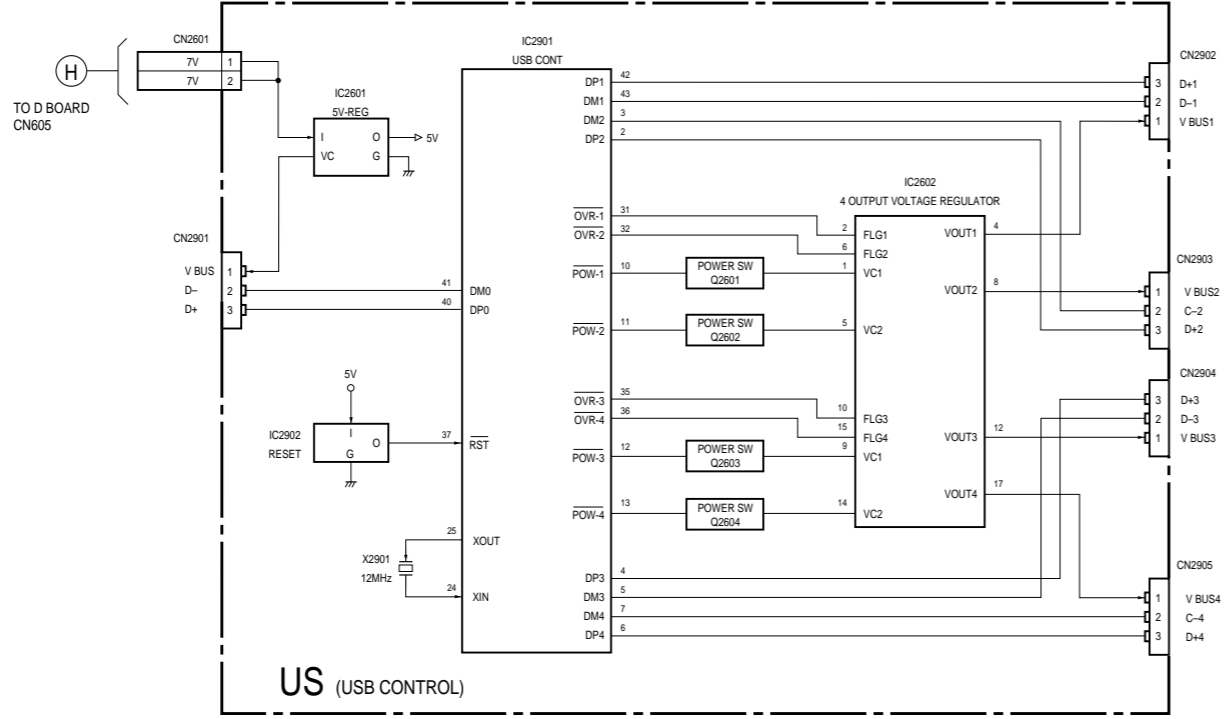 H
TO D BOARD
CN605
CN2601
7V 1
7V 2
IC2601
5V-REG
I O 5V
VC G
CN2901
V BUS 1
D– 2
D+ 3
5V
IC2902
RESET
I
O
G
X2901
12MHz
IC2901
USB CONT
41 DM0
40 DP0
37 RST
25 XOUT
24 XIN
DP1 42
DM1 43
DM2 3
DP2 2
OVR-1 31
OVR-2 32
POW-1 10
POW-2 11
OVR-3 35
OVR-4 36
POW-3 12
POW-4 13
DP3 4
DM3 5
DM4 7
DP4 6
POWER SW
Q2601
POWER SW
Q2602
POWER SW
Q2603
POWER SW
Q2604
IC2602
4 OUTPUT VOLTAGE REGULATOR
2 FLG1
6 FLG2
1 VC1
5 VC2
10 FLG3
15 FLG4
9 VC1
14 VC2
VOUT1 4
VOUT2 8
VOUT3 12
VOUT4 17
CN2902
3 D+1
2 D–1
1 V BUS1
CN2903
1 V BUS2
2 C–2
3 D+2
CN2904
3 D+3
2 D–3
1 V BUS3
CN2905
1 V BUS4
2 C–4
3 D+4
US (USB CONTROL)